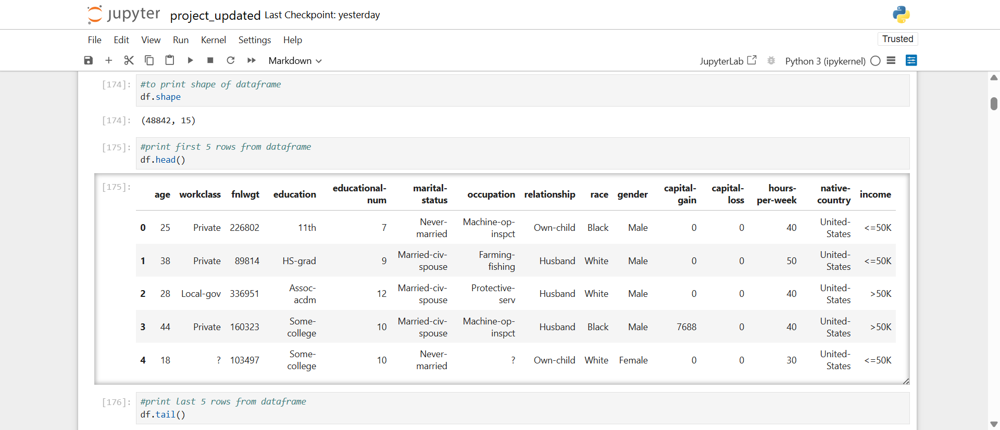 jupyter project_updated Last Checkpoint: yesterday
File Edit View Run Kernel Settings Help
Trusted
Markdown
JupyterLab Python 3 (ipykernel)
[174]: #to print shape of dataframe
df.shape
[174]: (48842, 15)
[175]: #print first 5 rows from dataframe
df.head()
[175]:
age workclass fnlwgt education educational-num marital-status occupation relationship race gender capital-gain capital-loss hours-per-week native-country income
0 25 Private 226802 11th 7 Never-married Machine-op-inspct Own-child Black Male 0 0 40 United-States <=50K
1 38 Private 89814 HS-grad 9 Married-civ-spouse Farming-fishing Husband White Male 0 0 50 United-States <=50K
2 28 Local-gov 336951 Assoc-acdm 12 Married-civ-spouse Protective-serv Husband White Male 0 0 40 United-States >50K
3 44 Private 160323 Some-college 10 Married-civ-spouse Machine-op-inspct Husband Black Male 7688 0 40 United-States >50K
4 18 ? 103497 Some-college 10 Never-married ? Own-child White Female 0 0 30 United-States <=50K
[176]: #print last 5 rows from dataframe
df.tail()